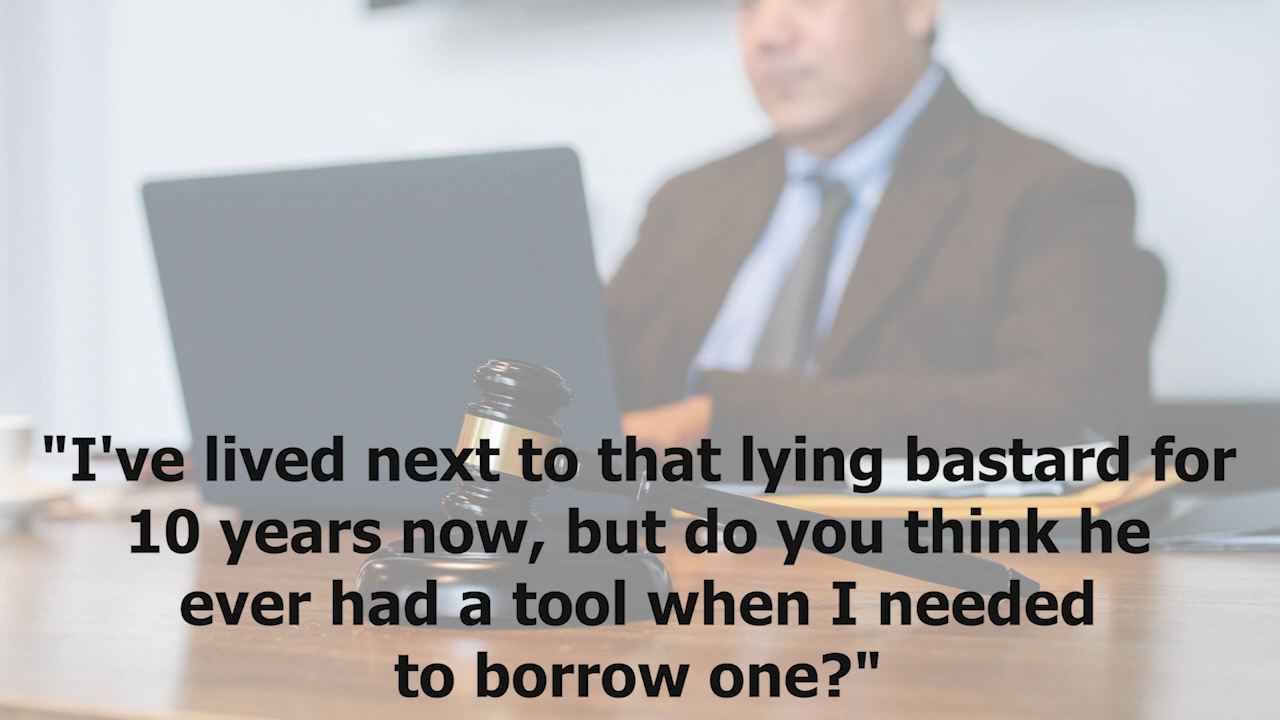 "I've lived next to that lying bastard for
10 years now, but do you think he
ever had a tool when I needed
to borrow one?"